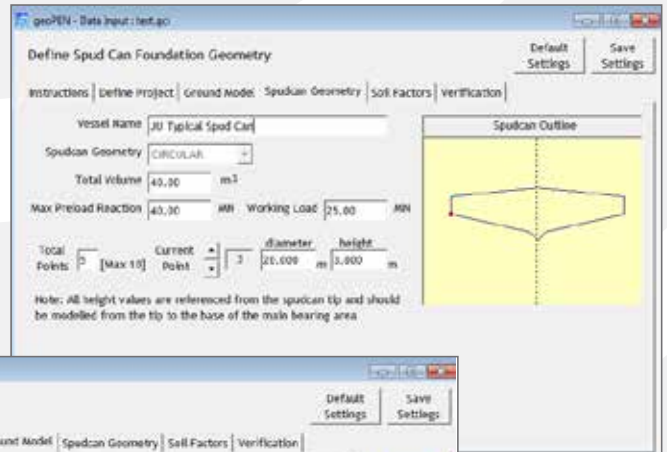 geoPEN - Data Input : test.gci
Define Spud Can Foundation Geometry
Default Settings
Save Settings
Instructions | Define Project | Ground Model | Spudcan Geometry | Soil Factors | Verification
Vessel Name JU Typical Spud Can
Spudcan Geometry CIRCULAR
Total Volume 40.00 m3
Max Preload Reaction 40.00 MN Working Load 25.00 MN
Total Points 5 [Max 10] Current Point 3 diameter 20.000 m height 3.000 m
Note: All height values are referenced from the spudcan tip and should
be modelled from the tip to the base of the main bearing area
Spudcan Outline
Default Settings
Save Settings
und Model | Spudcan Geometry | Soil Factors | Verification